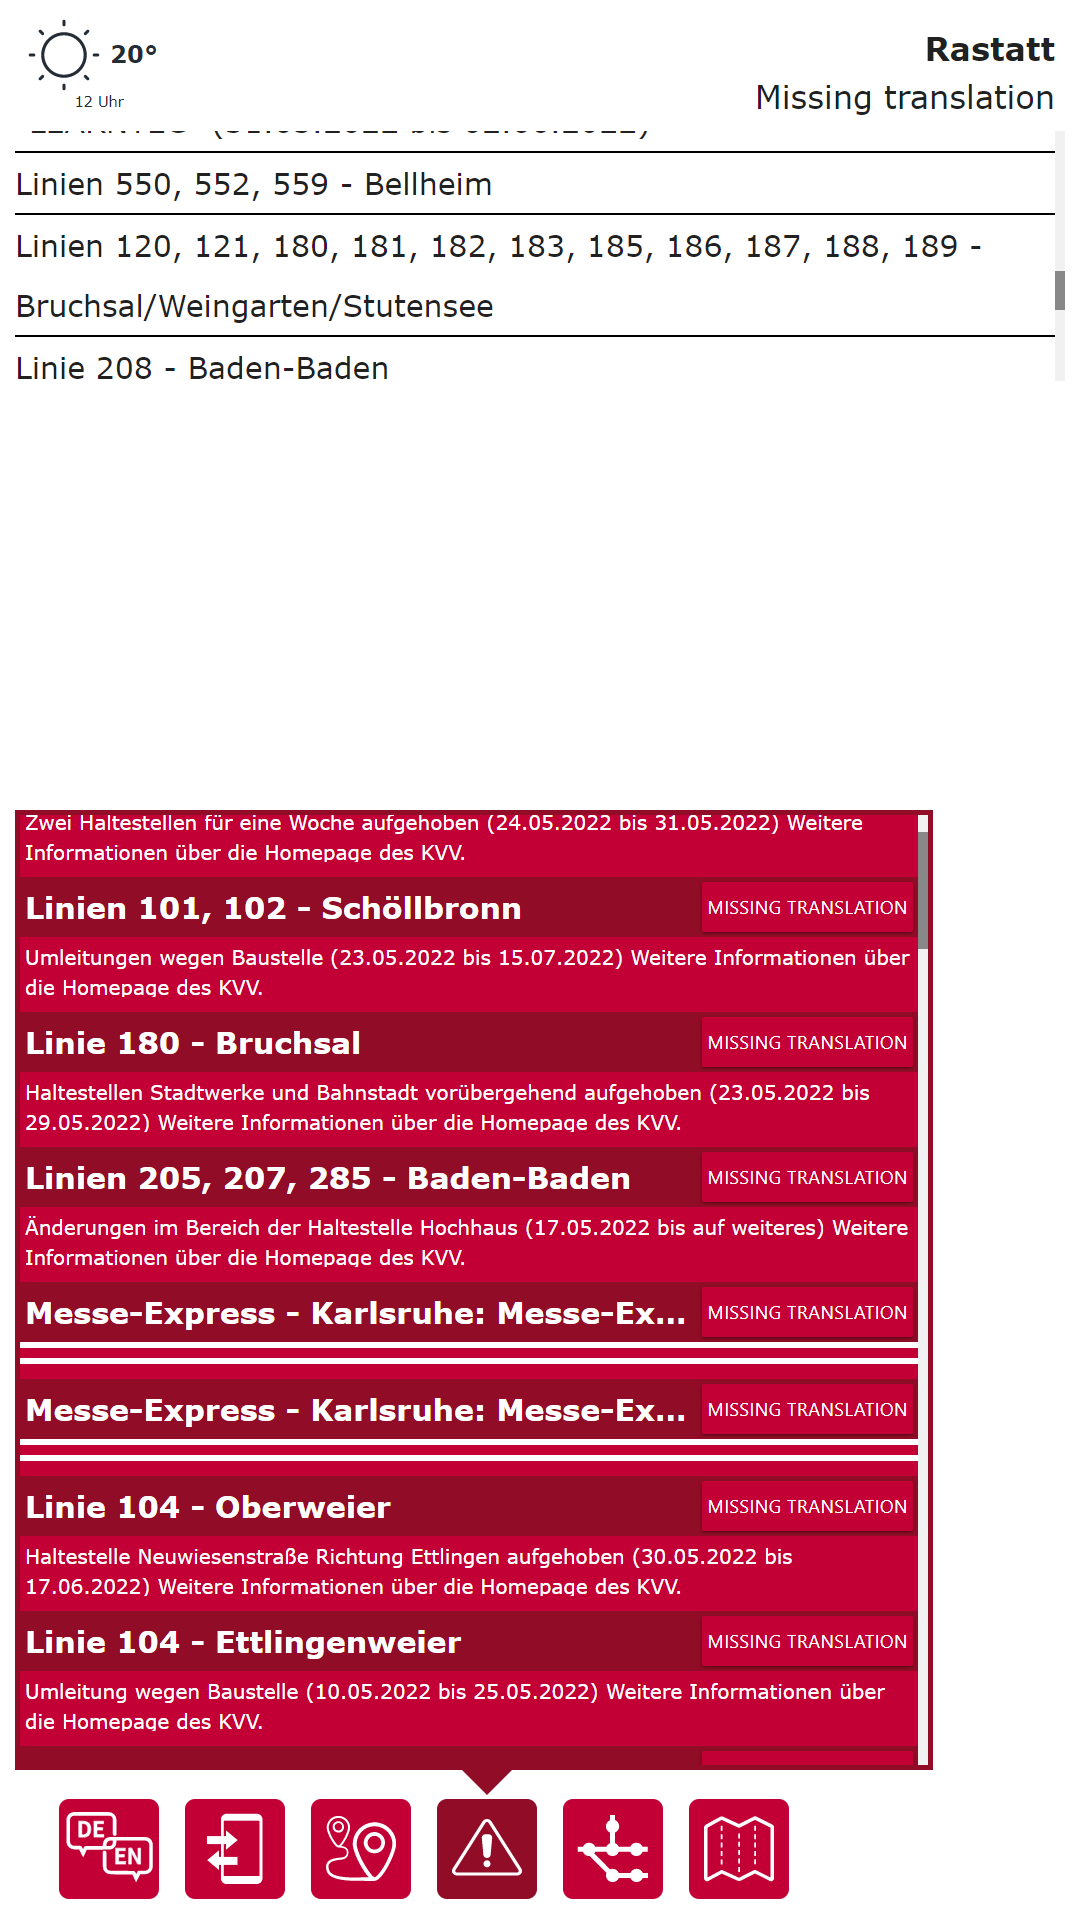 20°
12 Uhr
Rastatt
Missing translation
(31.05.2022 bis 02.06.2022)
Linien 550, 552, 559 - Bellheim
Linien 120, 121, 180, 181, 182, 183, 185, 186, 187, 188, 189 -
Bruchsal/Weingarten/Stutensee
Linie 208 - Baden-Baden
Zwei Haltestellen für eine Woche aufgehoben (24.05.2022 bis 31.05.2022) Weitere
Informationen über die Homepage des KVV.
Linien 101, 102 - Schöllbronn
MISSING TRANSLATION
Umleitungen wegen Baustelle (23.05.2022 bis 15.07.2022) Weitere Informationen über
die Homepage des KVV.
Linie 180 - Bruchsal
MISSING TRANSLATION
Haltestellen Stadtwerke und Bahnstadt vorübergehend aufgehoben (23.05.2022 bis
29.05.2022) Weitere Informationen über die Homepage des KVV.
Linien 205, 207, 285 - Baden-Baden
MISSING TRANSLATION
Änderungen im Bereich der Haltestelle Hochhaus (17.05.2022 bis auf weiteres) Weitere
Informationen über die Homepage des KVV.
Messe-Express - Karlsruhe: Messe-Ex...
MISSING TRANSLATION
Messe-Express - Karlsruhe: Messe-Ex...
MISSING TRANSLATION
Linie 104 - Oberweier
MISSING TRANSLATION
Haltestelle Neuwiesenstraße Richtung Ettlingen aufgehoben (30.05.2022 bis
17.06.2022) Weitere Informationen über die Homepage des KVV.
Linie 104 - Ettlingenweier
MISSING TRANSLATION
Umleitung wegen Baustelle (10.05.2022 bis 25.05.2022) Weitere Informationen über
die Homepage des KVV.
DE
EN